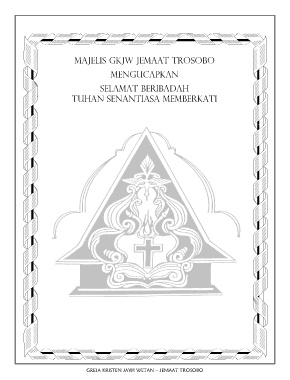 MAJELIS GKJW JEMAAT TROSOBO
MENGUCAPKAN
SELAMAT BERIBADAH
TUHAN SENANTIASA MEMBERKATI
GREJA KRISTEN JAWI WETAN – JEMAAT TROSOBO